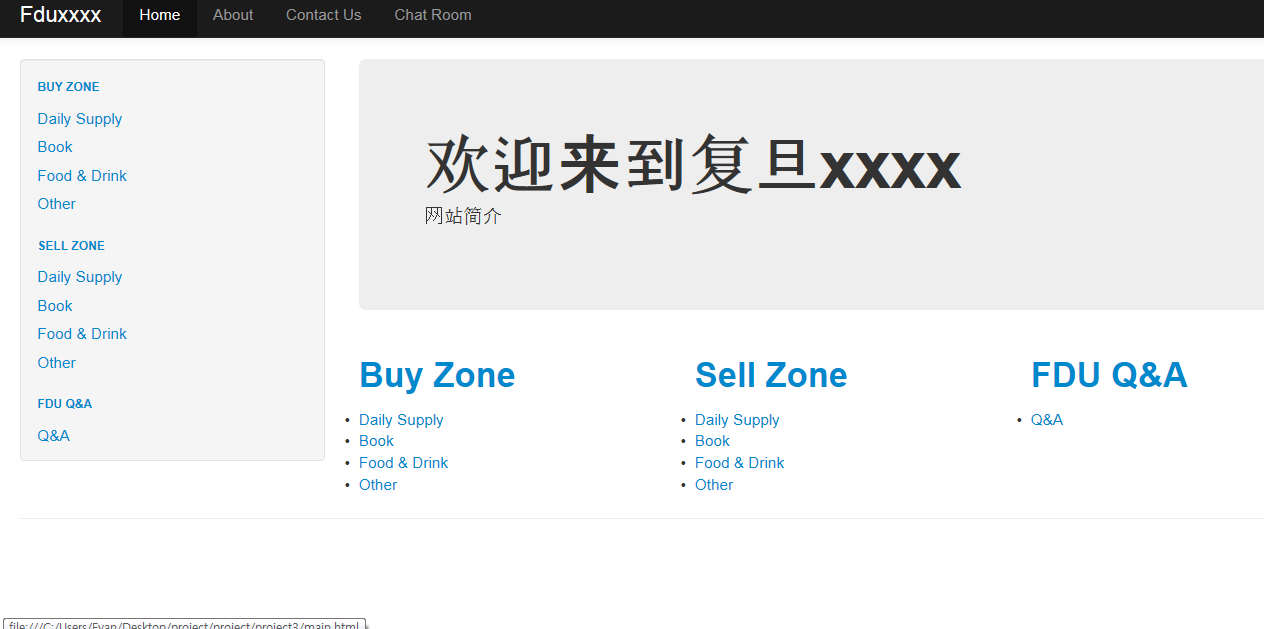 Fduxxxx Home About Contact Us Chat Room
BUY ZONE
Daily Supply
Book
Food & Drink
Other
SELL ZONE
Daily Supply
Book
Food & Drink
Other
FDU Q&A
Q&A
欢迎来到复旦xxxx
网站简介
Buy Zone
Daily Supply
Book
Food & Drink
Other
Sell Zone
Daily Supply
Book
Food & Drink
Other
FDU Q&A
Q&A
file:///C:/Users/Evan/Desktop/project/project/project3/main.html